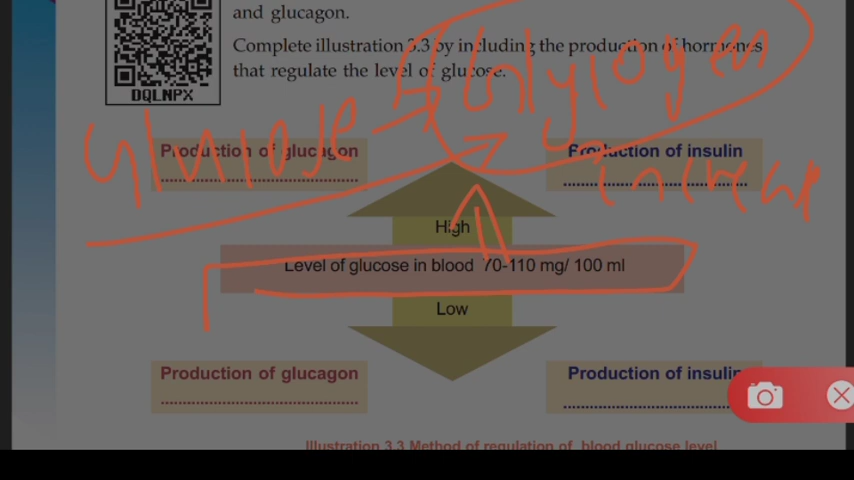 and glucagon.
Complete illustration 3.3 by including the production of hormones
that regulate the level of glucose.
DQLNPX
Glycogen
Glucose
Production of glucagon
....................................
Production of insulin
....................................
increase
High
Level of glucose in blood 70-110 mg/ 100 ml
Low
Production of glucagon
....................................
Production of insulin
....................................
Illustration 3.3 Method of regulation of blood glucose level